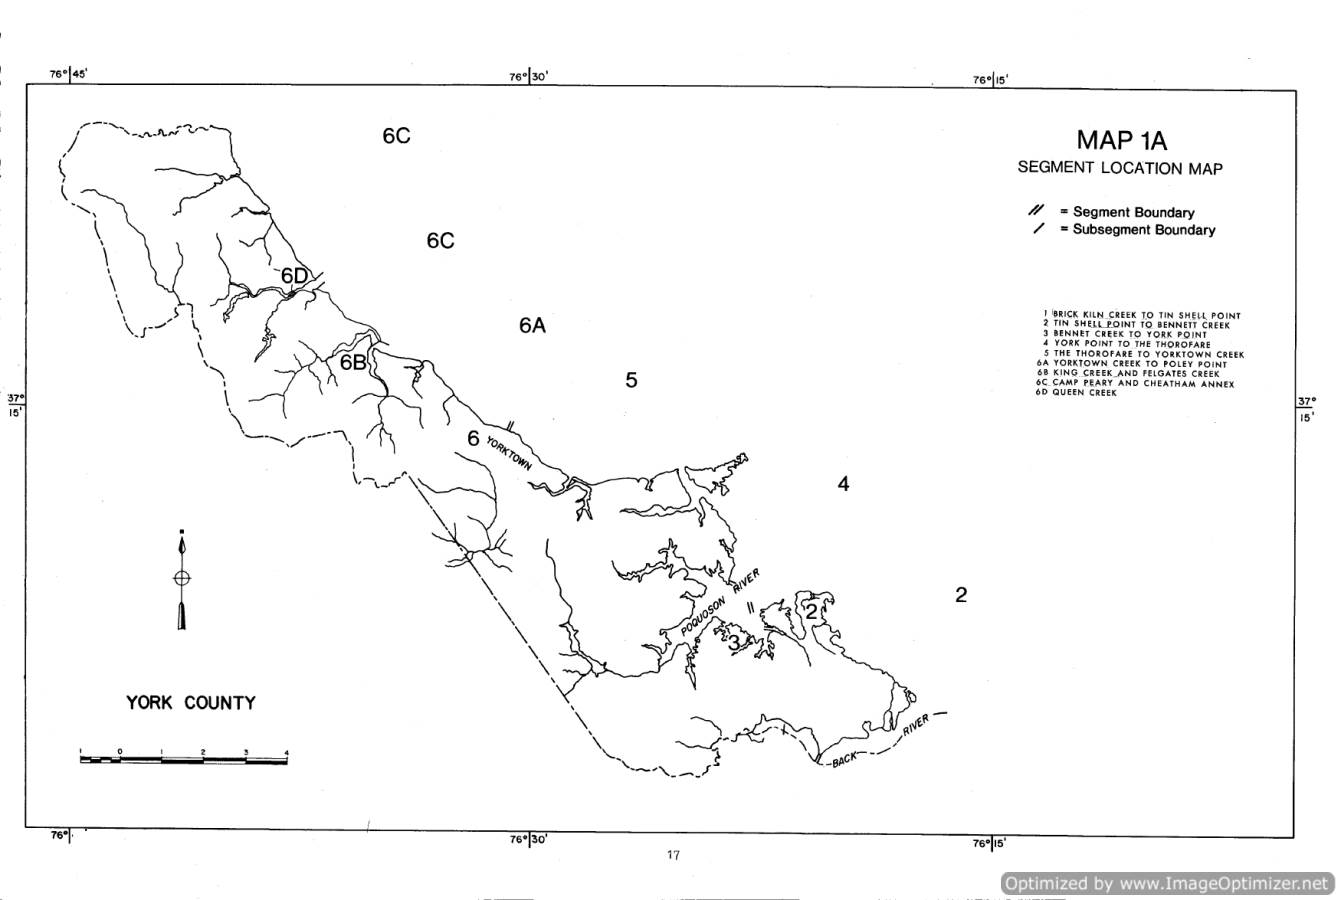 76° 45'
76° 30'
76° 15'
MAP 1A
SEGMENT LOCATION MAP
// = Segment Boundary
/ = Subsegment Boundary
1 BRICK KILN CREEK TO TIN SHELL POINT
2 TIN SHELL POINT TO BENNETT CREEK
3 BENNET CREEK TO YORK POINT
4 YORK POINT TO THE THOROFARE
5 THE THOROFARE TO YORKTOWN CREEK
6A YORKTOWN CREEK TO POLEY POINT
6B KING CREEK AND FELGATES CREEK
6C CAMP PEARY AND CHEATHAM ANNEX
6D QUEEN CREEK
6C
6C
6D
6A
6B
5
37°
15'
37°
15'
6
YORKTOWN
4
2
POQUOSON RIVER
2
3
BACK RIVER
YORK COUNTY
1 0 1 2 3 4
76°
76° 30'
76° 15'
17
Optimized by www.ImageOptimizer.net